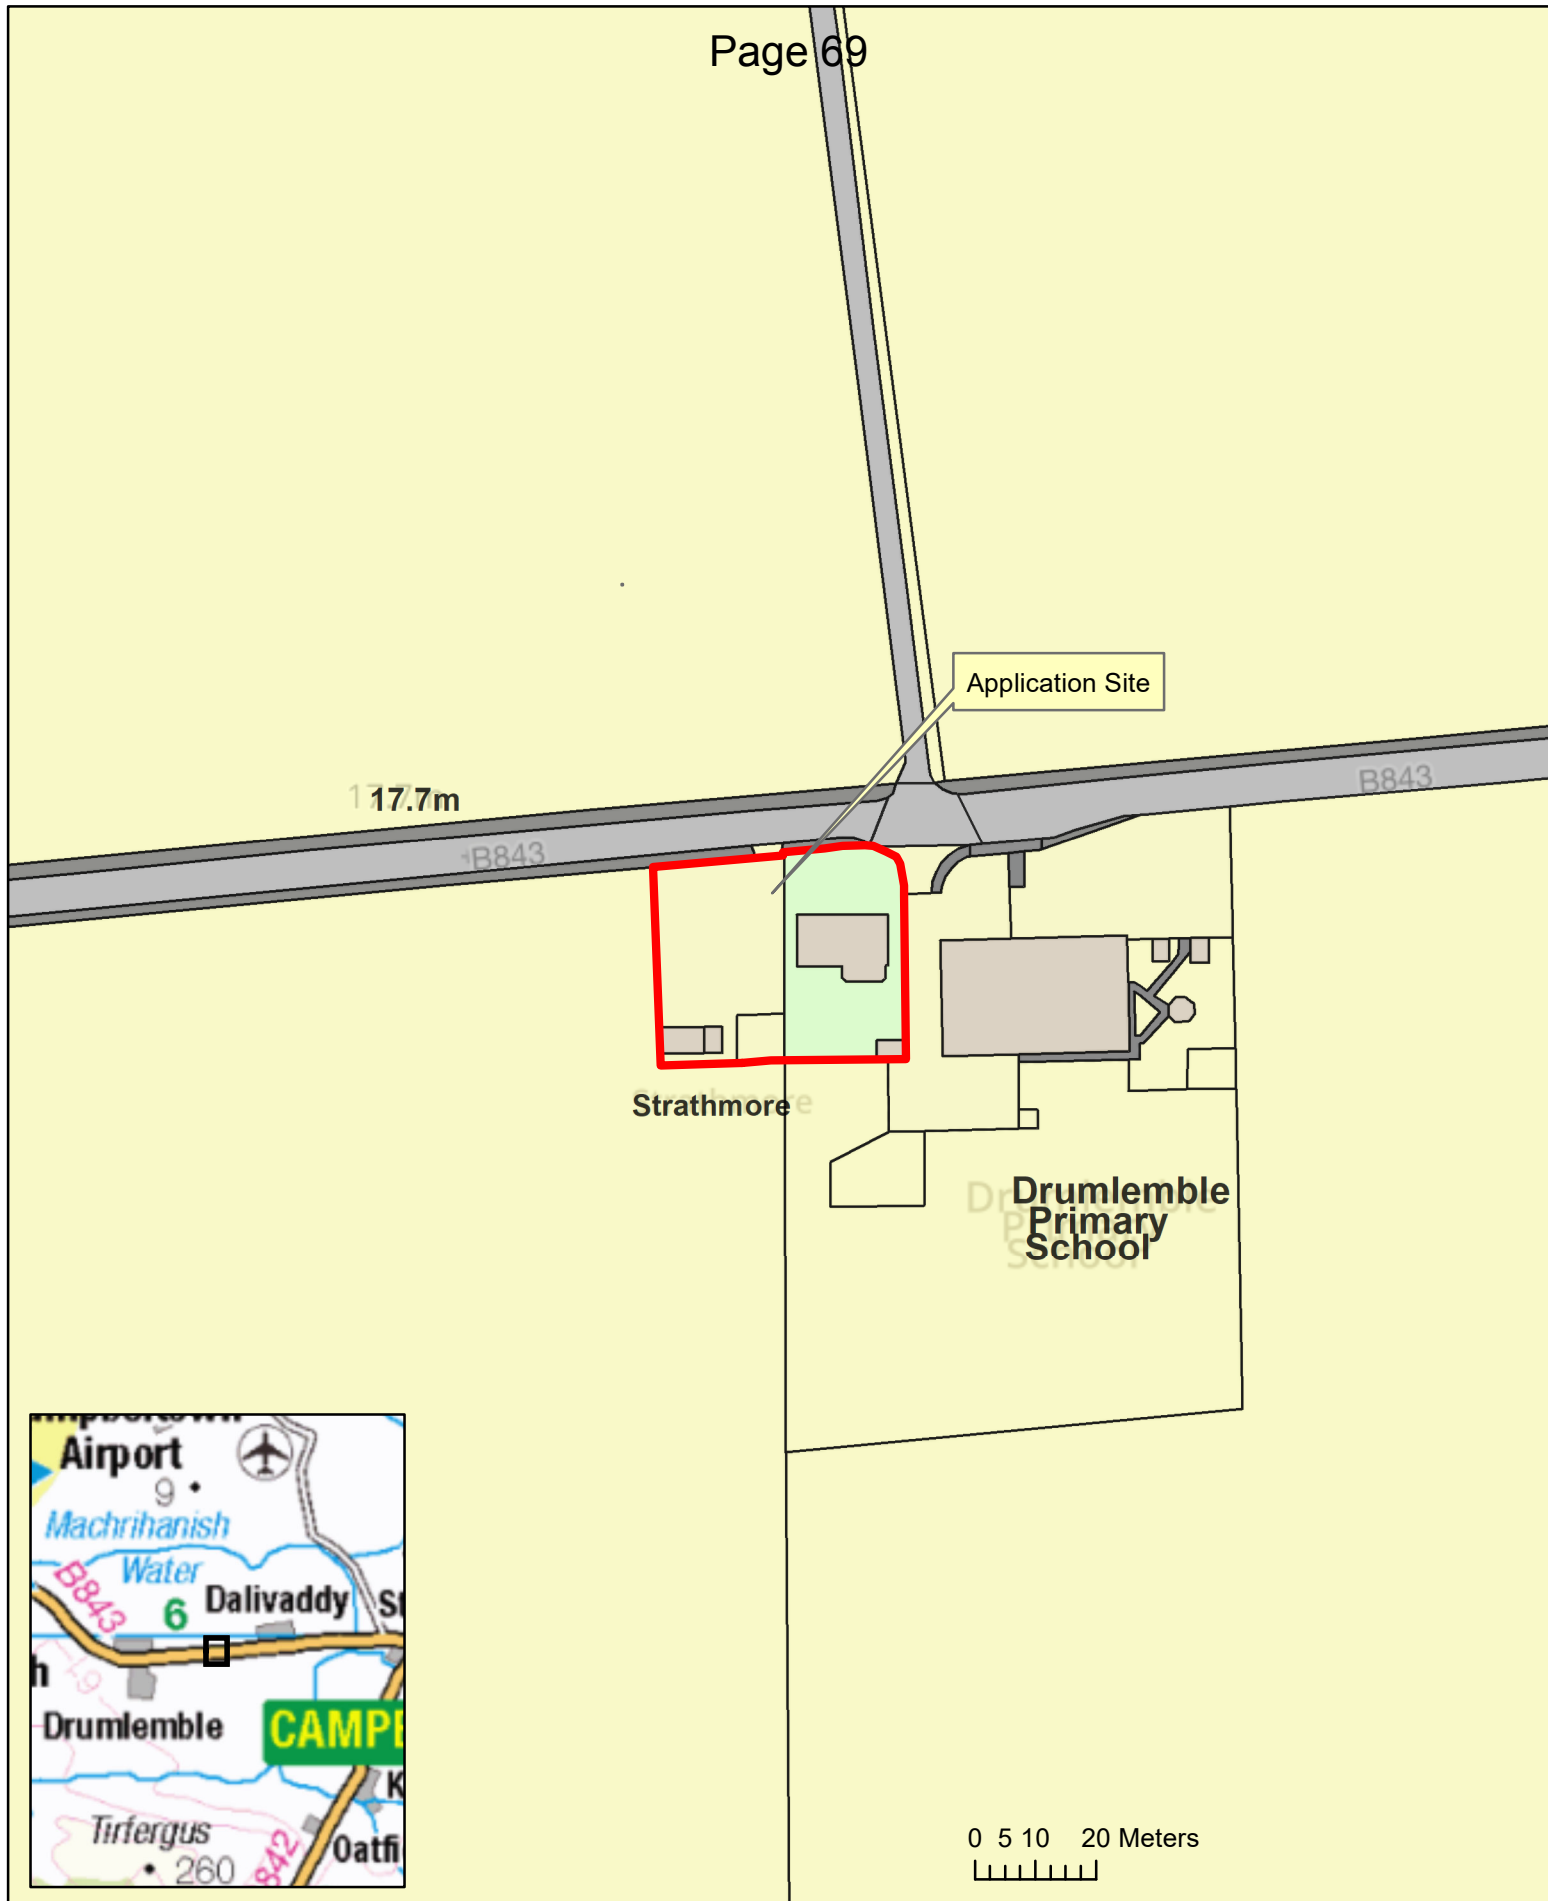 Page 69
Application Site
17.7m
B843
B843
Strathmore
Drumlemble
Primary
School
Airport
9
Machrihanish
Water
B843
6
Dalivaddy
Drumlemble
Tirfergus
260
0 5 10 20 Meters